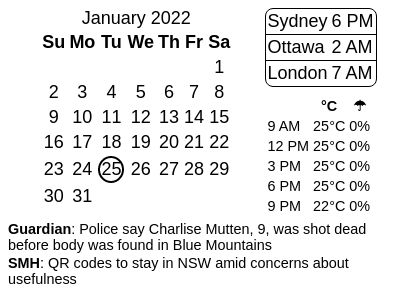 January 2022
Su Mo Tu We Th Fr Sa
1
2 3 4 5 6 7 8
9 10 11 12 13 14 15
16 17 18 19 20 21 22
23 24 25 26 27 28 29
30 31
Sydney 6 PM
Ottawa 2 AM
London 7 AM
°C ☂
9 AM 25°C 0%
12 PM 25°C 0%
3 PM 25°C 0%
6 PM 25°C 0%
9 PM 22°C 0%
Guardian: Police say Charlise Mutten, 9, was shot dead
before body was found in Blue Mountains
SMH: QR codes to stay in NSW amid concerns about
usefulness